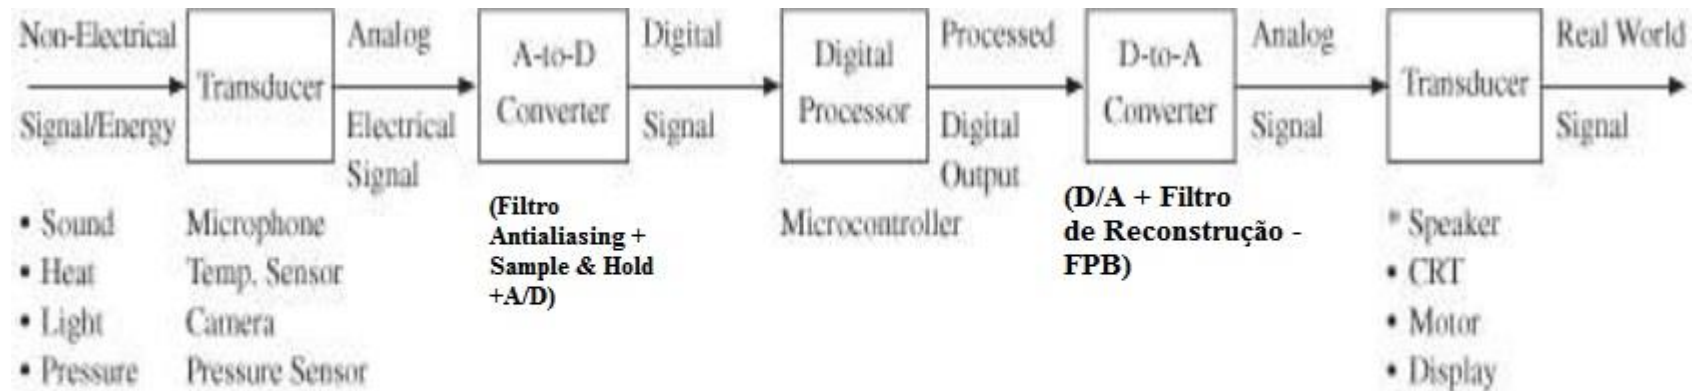 Non-Electrical
Signal/Energy
Transducer
Analog
Electrical
Signal
A-to-D
Converter
Digital
Signal
Digital
Processor
Processed
Digital
Output
D-to-A
Converter
Analog
Signal
Transducer
Real World
Signal
• Sound
• Heat
• Light
• Pressure
Microphone
Temp. Sensor
Camera
Pressure Sensor
(Filtro
Antialiasing +
Sample & Hold
+A/D)
Microcontroller
(D/A + Filtro
de Reconstrução -
FPB)
* Speaker
• CRT
• Motor
• Display